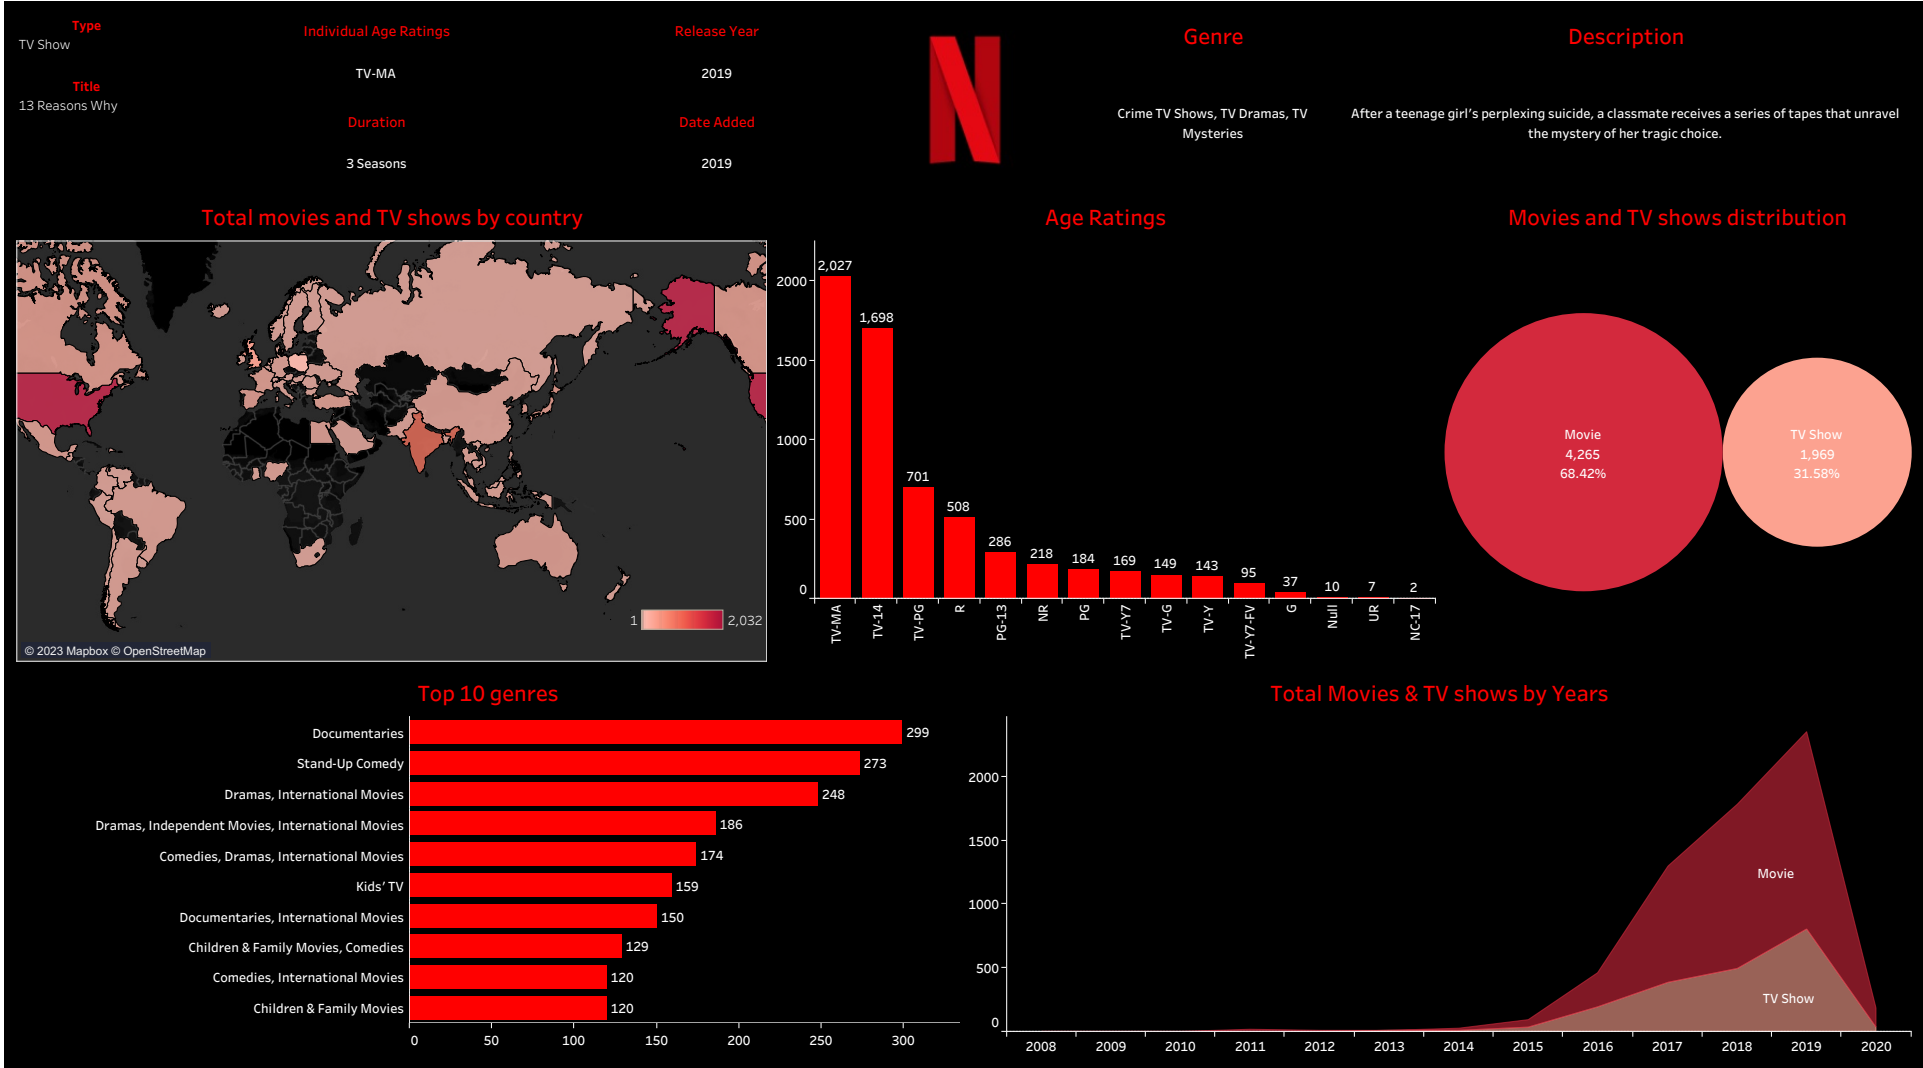 Type
TV Show
Title
13 Reasons Why
Individual Age Ratings
TV-MA
Duration
3 Seasons
Release Year
2019
Date Added
2019
N
Genre
Crime TV Shows, TV Dramas, TV
Mysteries
Description
After a teenage girl's perplexing suicide, a classmate receives a series of tapes that unravel
the mystery of her tragic choice.
Total movies and TV shows by country
1
2,032
© 2023 Mapbox © OpenStreetMap
Age Ratings
2000
1500
1000
500
0
2,027
1,698
701
508
286
218
184
169
149
143
95
37
10
7
2
TV-MA
TV-14
TV-PG
R
PG-13
NR
PG
TV-Y7
TV-G
TV-Y
TV-Y7-FV
G
Null
UR
NC-17
Movies and TV shows distribution
Movie
4,265
68.42%
TV Show
1,969
31.58%
Top 10 genres
Documentaries
299
Stand-Up Comedy
273
Dramas, International Movies
248
Dramas, Independent Movies, International Movies
186
Comedies, Dramas, International Movies
174
Kids' TV
159
Documentaries, International Movies
150
Children & Family Movies, Comedies
129
Comedies, International Movies
120
Children & Family Movies
120
0
50
100
150
200
250
300
Total Movies & TV shows by Years
2000
1500
1000
500
0
Movie
TV Show
2008
2009
2010
2011
2012
2013
2014
2015
2016
2017
2018
2019
2020